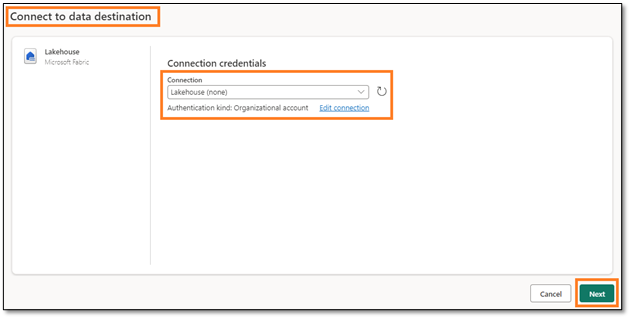 Connect to data destination
Lakehouse
Microsoft Fabric
Connection credentials
Connection
Lakehouse (none)
Authentication kind: Organizational account Edit connection
Cancel Next